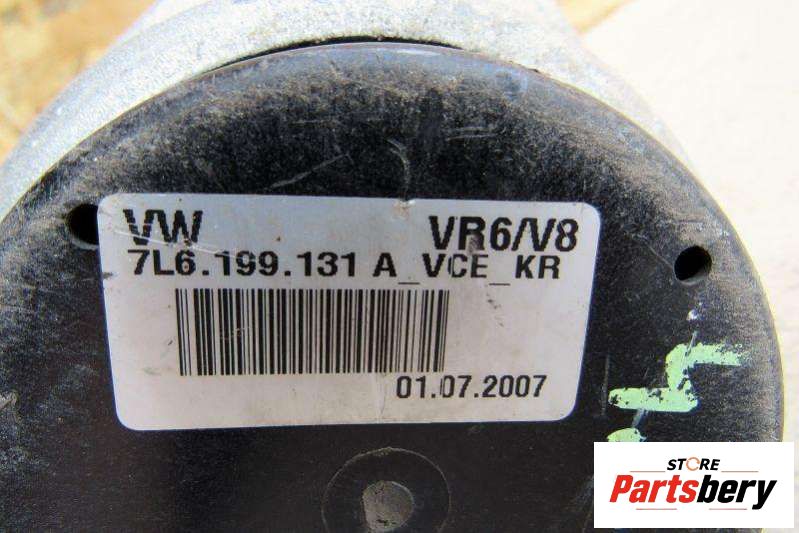 VW VR6/V8
7L6.199.131 A_VCE_KR
01.07.2007
STORE
Partsbery